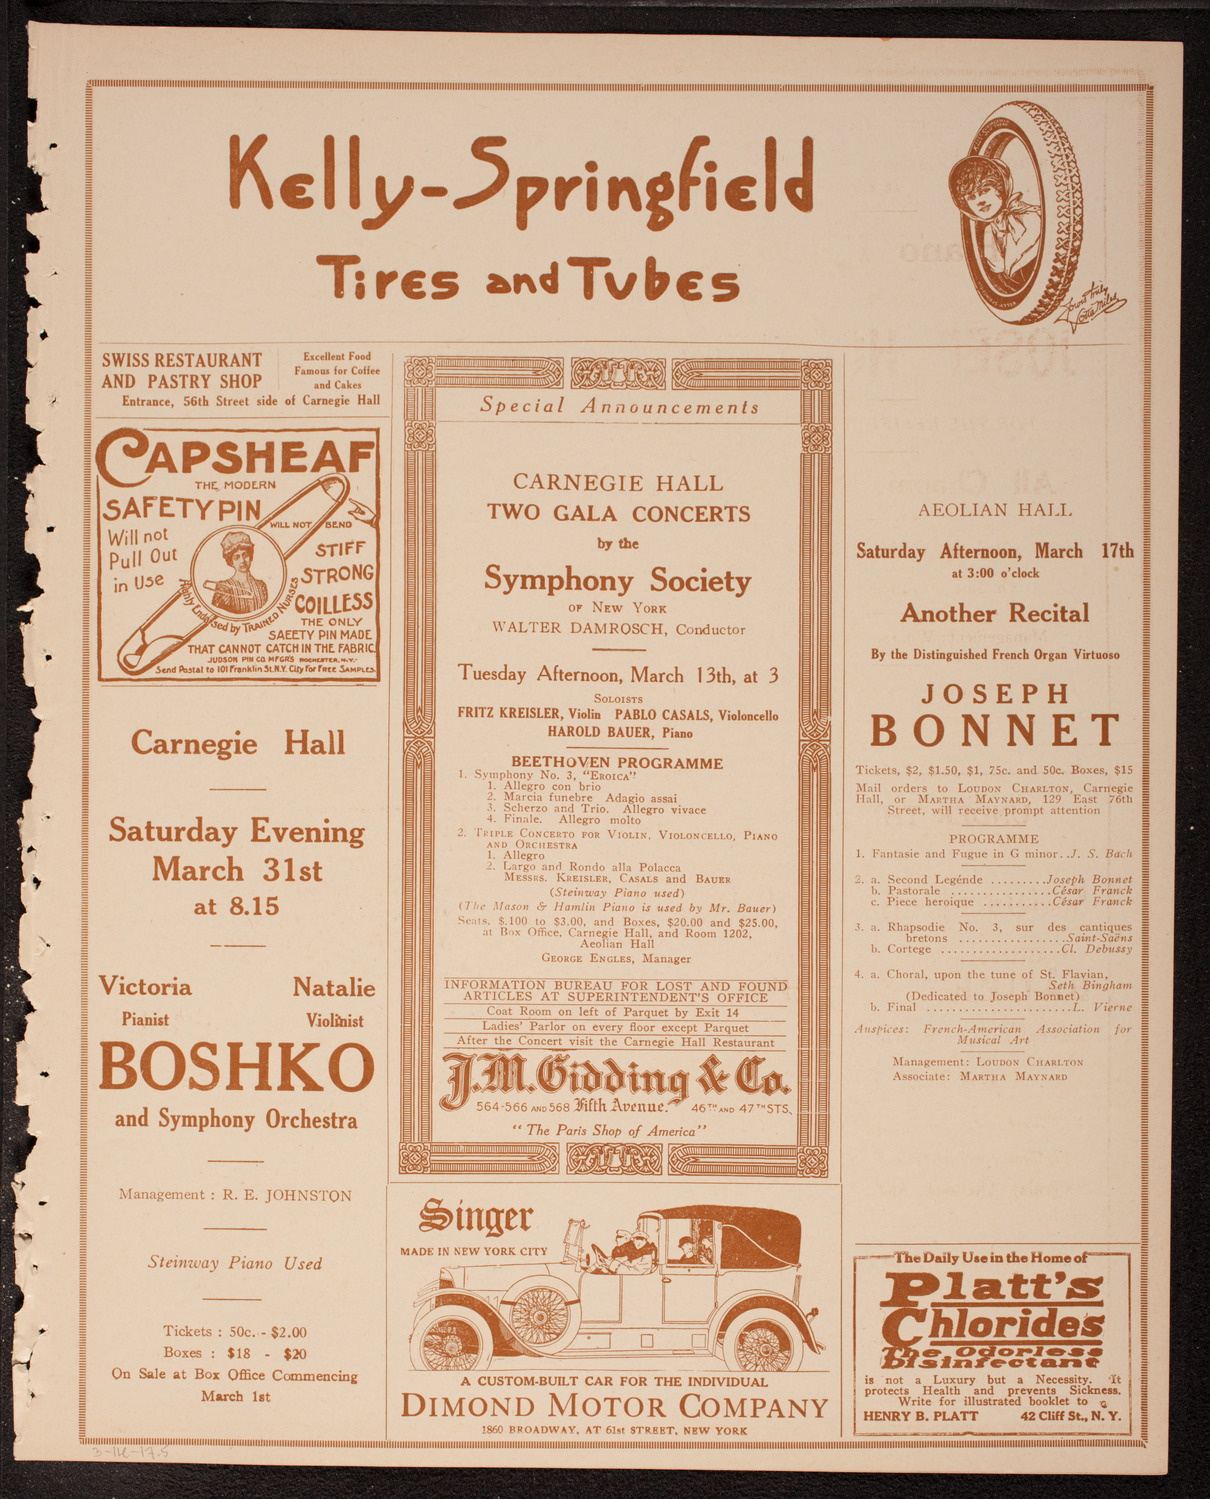 Kelly-Springfield
Tires and Tubes
Yours truly
Lotta Miles
SWISS RESTAURANT
AND PASTRY SHOP
Excellent Food
Famous for Coffee
and Cakes
Entrance, 56th Street side of Carnegie Hall
CAPSHEAF
THE MODERN
SAFETY PIN
WILL NOT BEND
Will not
Pull Out
in Use
STIFF
STRONG
COILLESS
Highly Endorsed by TRAINED NURSES
THE ONLY
SAFETY PIN MADE
THAT CANNOT CATCH IN THE FABRIC.
JUDSON PIN CO. MFGRS ROCHESTER, N.Y.
Send Postal to 101 Franklin St. N.Y. City for FREE SAMPLES.
Carnegie Hall
Saturday Evening
March 31st
at 8.15
Victoria Natalie
Pianist Violinist
BOSHKO
and Symphony Orchestra
Management : R. E. JOHNSTON
Steinway Piano Used
Tickets : 50c. - $2.00
Boxes : $18 - $20
On Sale at Box Office Commencing
March 1st
Special Announcements
CARNEGIE HALL
TWO GALA CONCERTS
by the
Symphony Society
OF NEW YORK
WALTER DAMROSCH, Conductor
Tuesday Afternoon, March 13th, at 3
SOLOISTS
FRITZ KREISLER, Violin PABLO CASALS, Violoncello
HAROLD BAUER, Piano
BEETHOVEN PROGRAMME
1. Symphony No. 3, "EROICA"
1. Allegro con brio
2. Marcia funebre Adagio assai
3. Scherzo and Trio. Allegro vivace
4. Finale. Allegro molto
2. TRIPLE CONCERTO FOR VIOLIN, VIOLONCELLO, PIANO
AND ORCHESTRA
1. Allegro
2. Largo and Rondo alla Polacca
MESSRS. KREISLER, CASALS and BAUER
(Steinway Piano used)
(The Mason & Hamlin Piano is used by Mr. Bauer)
Seats, $.100 to $3.00, and Boxes, $20.00 and $25.00,
at Box Office, Carnegie Hall, and Room 1202,
Aeolian Hall
GEORGE ENGLES, Manager
INFORMATION BUREAU FOR LOST AND FOUND
ARTICLES AT SUPERINTENDENT'S OFFICE
Coat Room on left of Parquet by Exit 14
Ladies' Parlor on every floor except Parquet
After the Concert visit the Carnegie Hall Restaurant
J.M. Gidding & Co.
564-566 AND 568 Fifth Avenue. 46TH AND 47TH STS.
"The Paris Shop of America"
Singer
MADE IN NEW YORK CITY
A CUSTOM-BUILT CAR FOR THE INDIVIDUAL
DIMOND MOTOR COMPANY
1860 BROADWAY, AT 61st STREET, NEW YORK
AEOLIAN HALL
Saturday Afternoon, March 17th
at 3:00 o'clock
Another Recital
By the Distinguished French Organ Virtuoso
JOSEPH
BONNET
Tickets, $2, $1.50, $1, 75c. and 50c. Boxes, $15
Mail orders to LOUDON CHARLTON, Carnegie
Hall, or MARTHA MAYNARD, 129 East 76th
Street, will receive prompt attention
PROGRAMME
1. Fantasie and Fugue in G minor..J. S. Bach
2. a. Second Legénde .........Joseph Bonnet
b. Pastorale ................César Franck
c. Piece heroique ...........César Franck
3. a. Rhapsodie No. 3, sur des cantiques
bretons ................Saint-Saëns
b. Cortege ..................Cl. Debussy
4. a. Choral, upon the tune of St. Flavian,
Seth Bingham
(Dedicated to Joseph Bonnet)
b. Final ......................L. Vierne
Auspices: French-American Association for
Musical Art
Management: LOUDON CHARLTON
Associate: MARTHA MAYNARD
The Daily Use in the Home of
Platt's
Chlorides
The Odorless
Disinfectant
is not a Luxury but a Necessity. It
protects Health and prevents Sickness.
Write for illustrated booklet to
HENRY B. PLATT 42 Cliff St., N. Y.
3-14-17.5